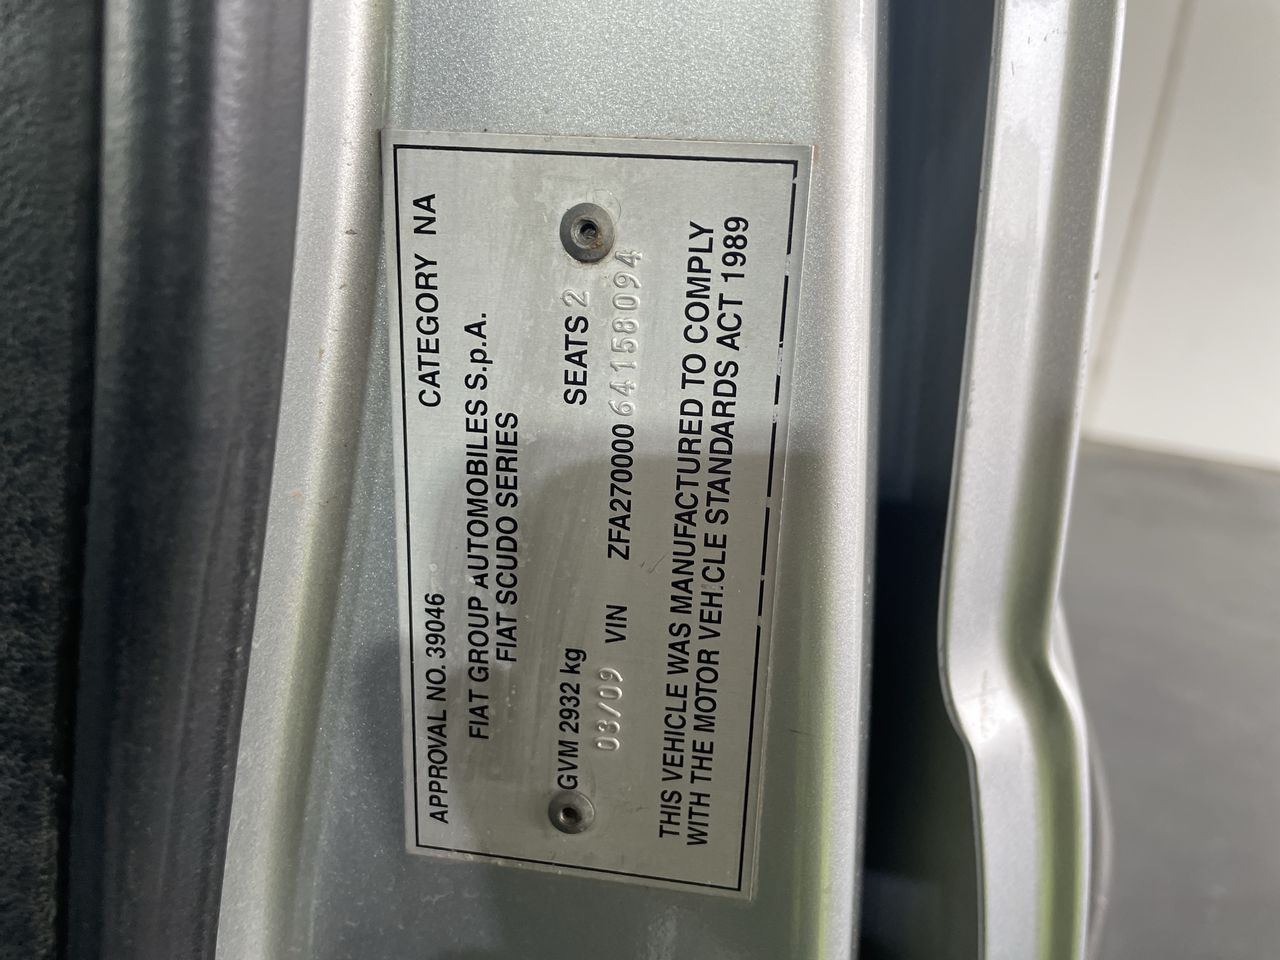 APPROVAL NO. 39046 CATEGORY NA
FIAT GROUP AUTOMOBILES S.p.A.
FIAT SCUDO SERIES
GVM 2932 kg SEATS 2
03/09 VIN ZFA27000064158094
THIS VEHICLE WAS MANUFACTURED TO COMPLY
WITH THE MOTOR VEHICLE STANDARDS ACT 1989